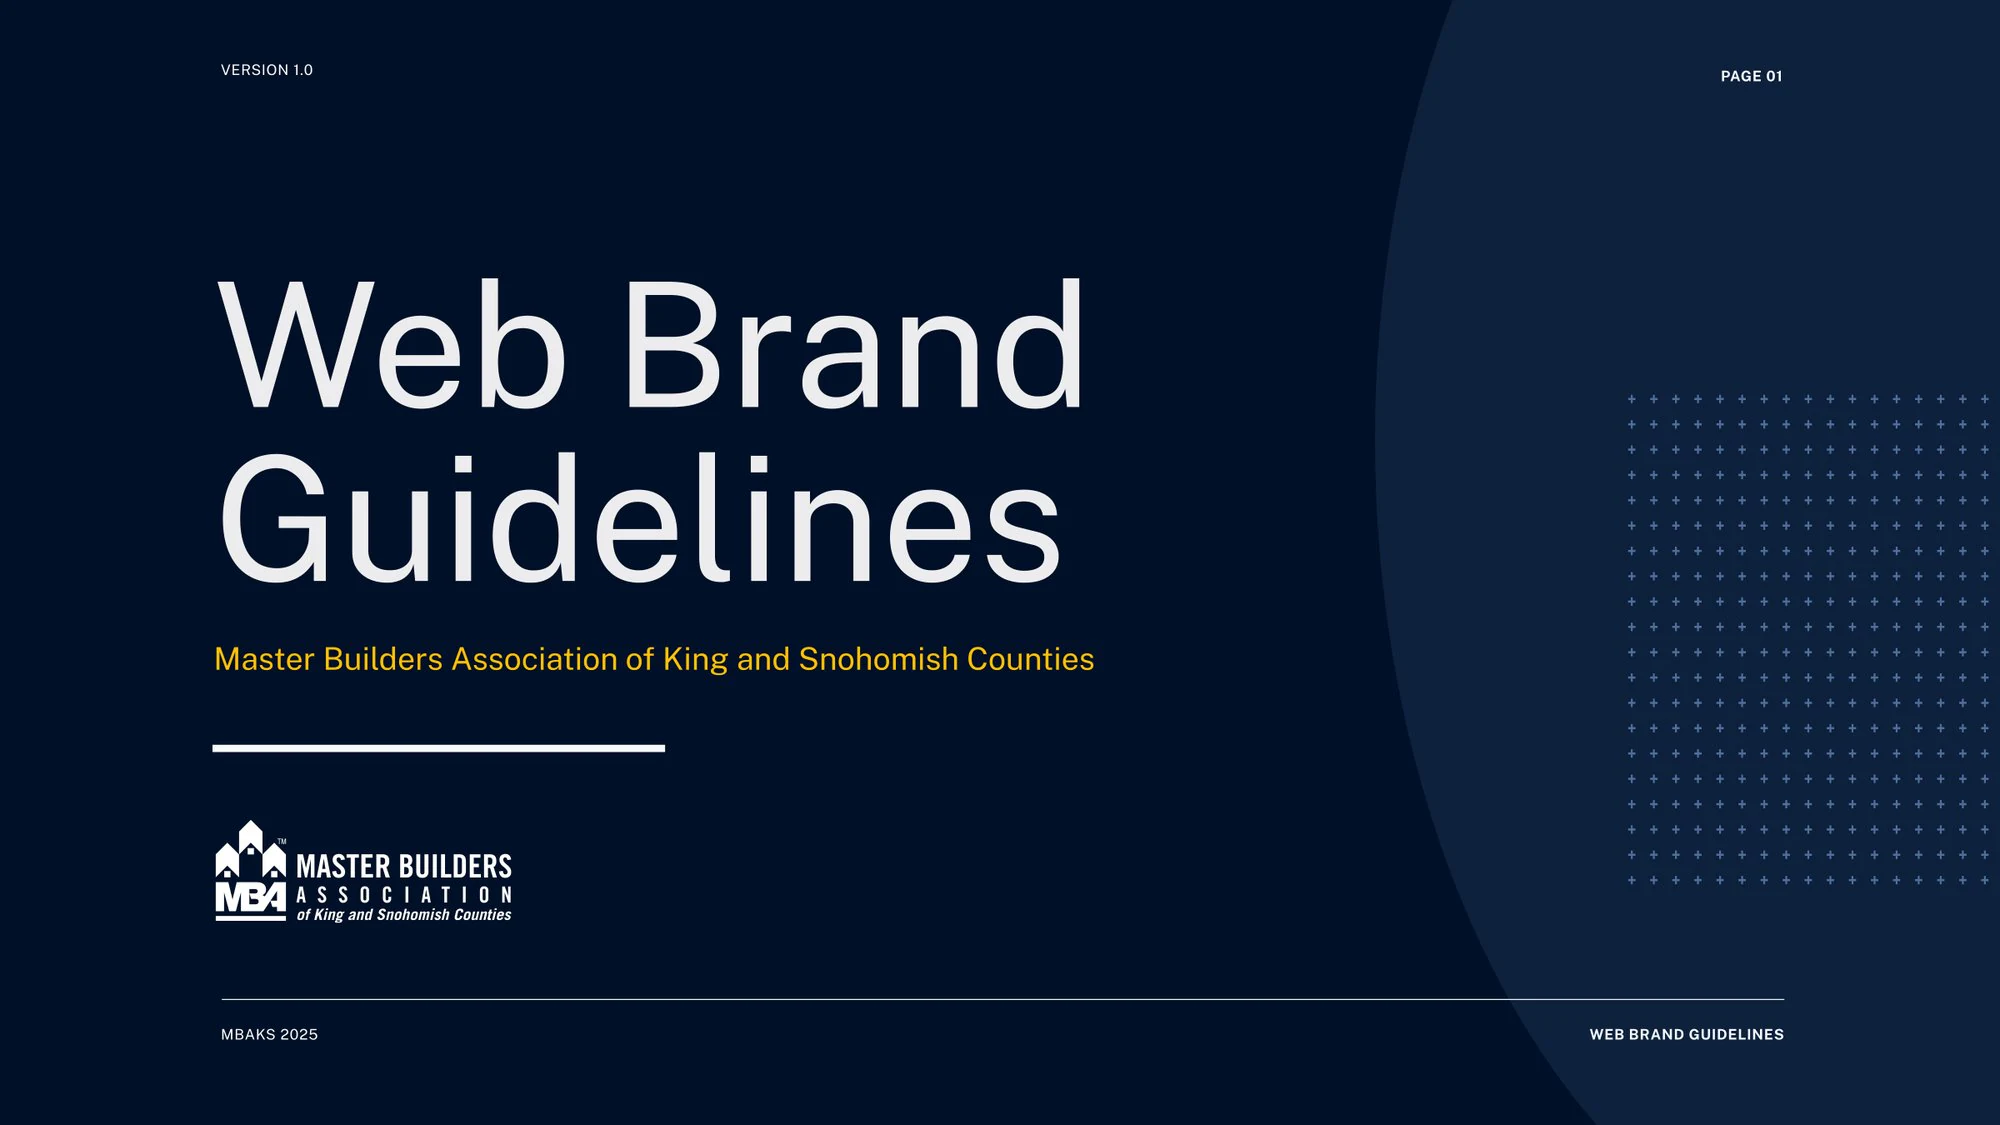 VERSION 1.0
PAGE 01
Web Brand
Guidelines
Master Builders Association of King and Snohomish Counties
TM
MBA
MASTER BUILDERS
ASSOCIATION
of King and Snohomish Counties
MBAKS 2025
WEB BRAND GUIDELINES